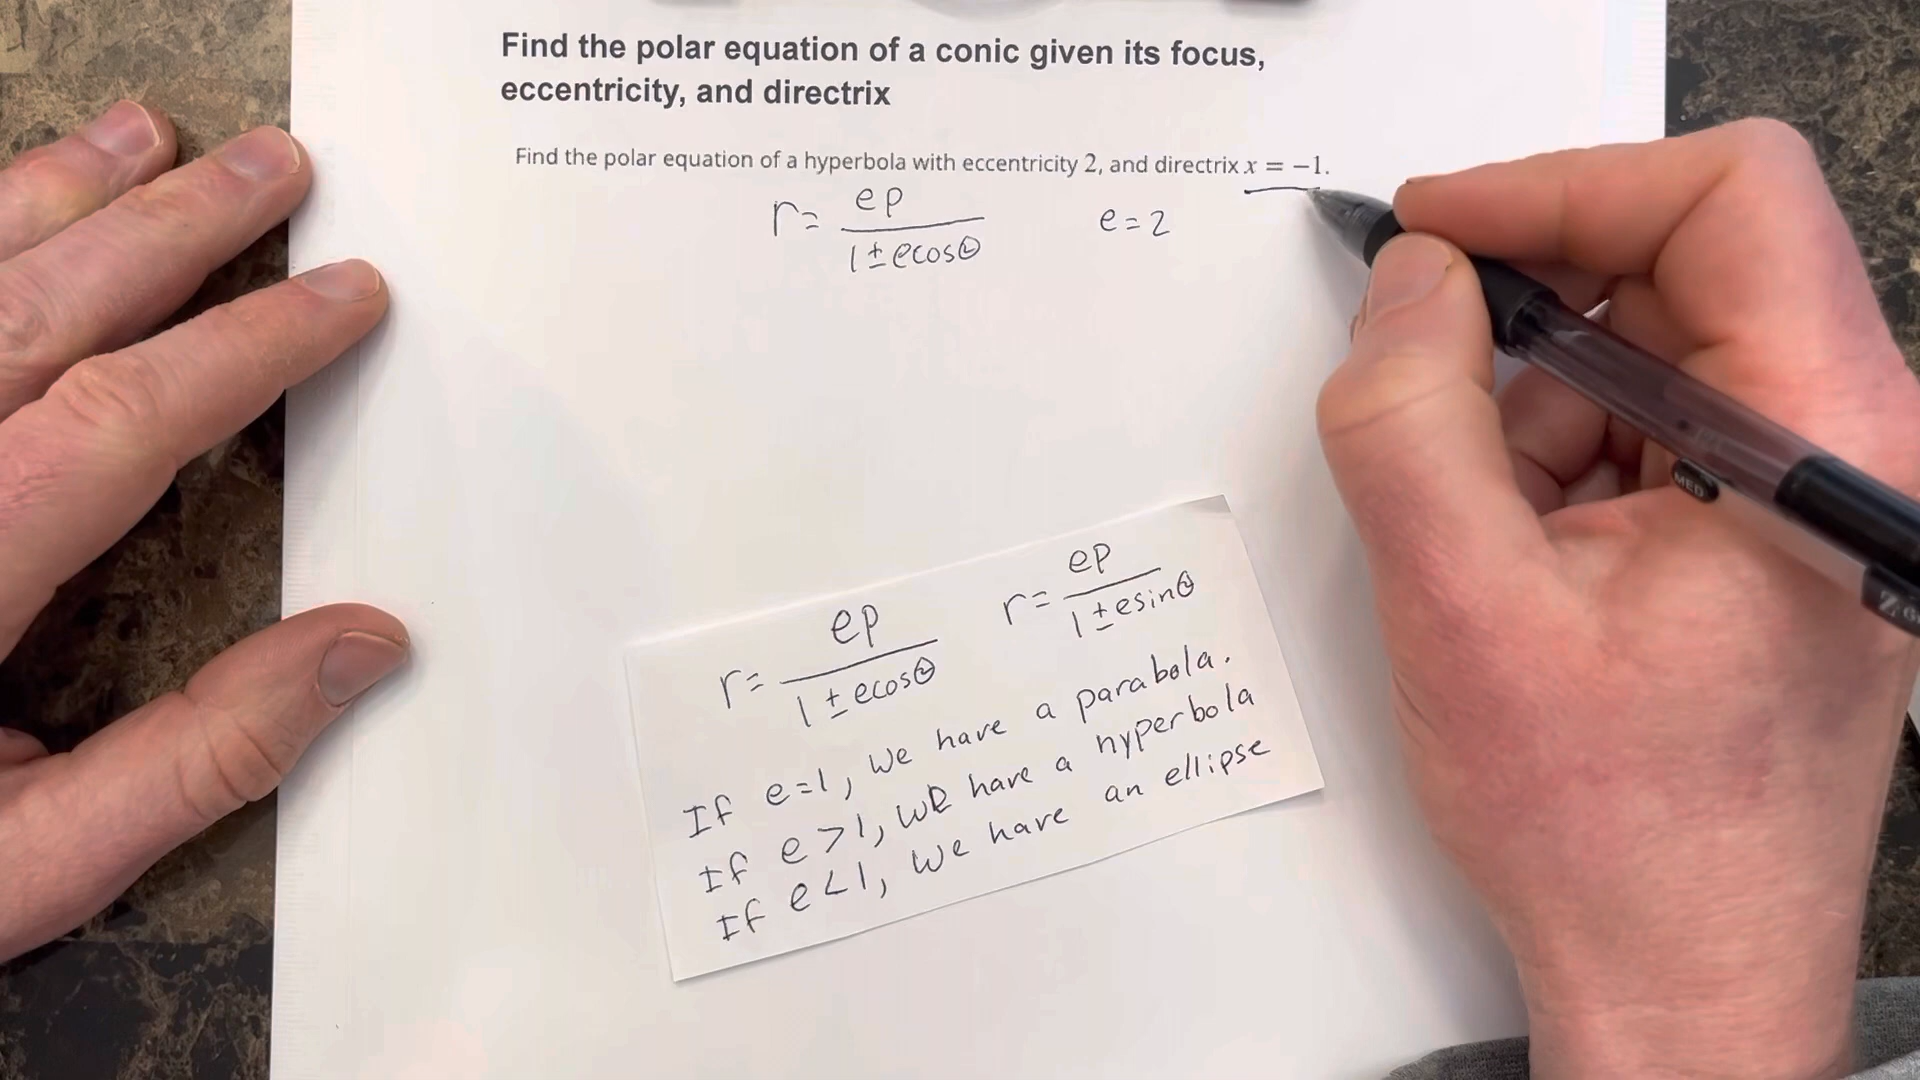 Find the polar equation of a conic given its focus,
eccentricity, and directrix
Find the polar equation of a hyperbola with eccentricity 2, and directrix x = −1.
r = ep / 1 ± ecosθ
e = 2
r = ep / 1 ± ecosθ
r = ep / 1 ± esinθ
If e=1, we have a parabola.
If e>1, we have a hyperbola
If e<1, we have an ellipse
MED